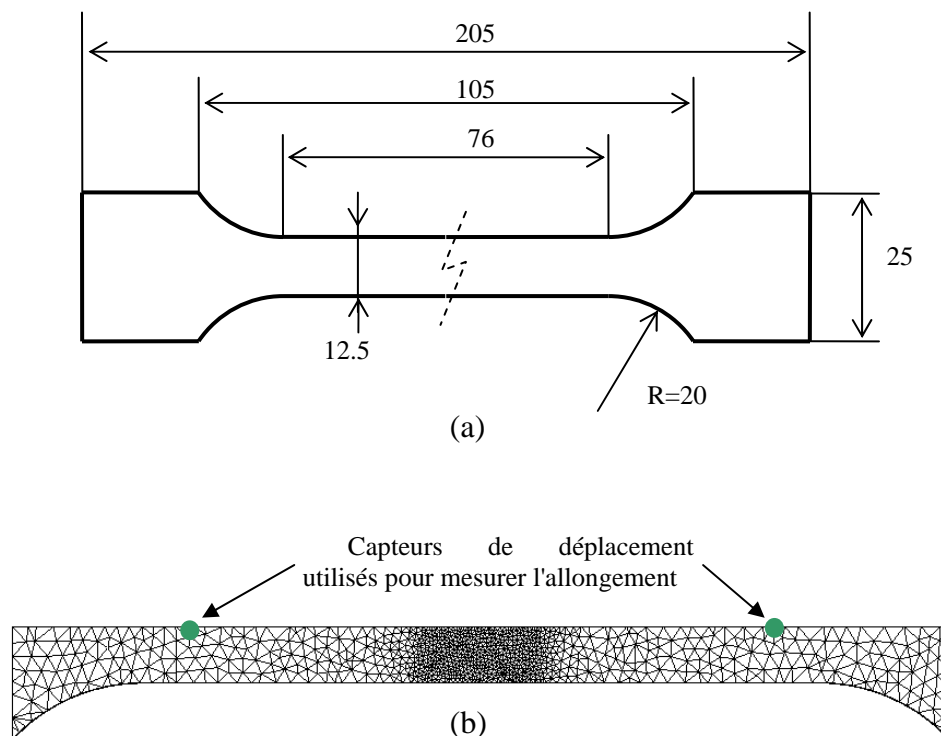 205
105
76
25
12.5
R=20
(a)
Capteurs de déplacement
utilisés pour mesurer l'allongement
(b)